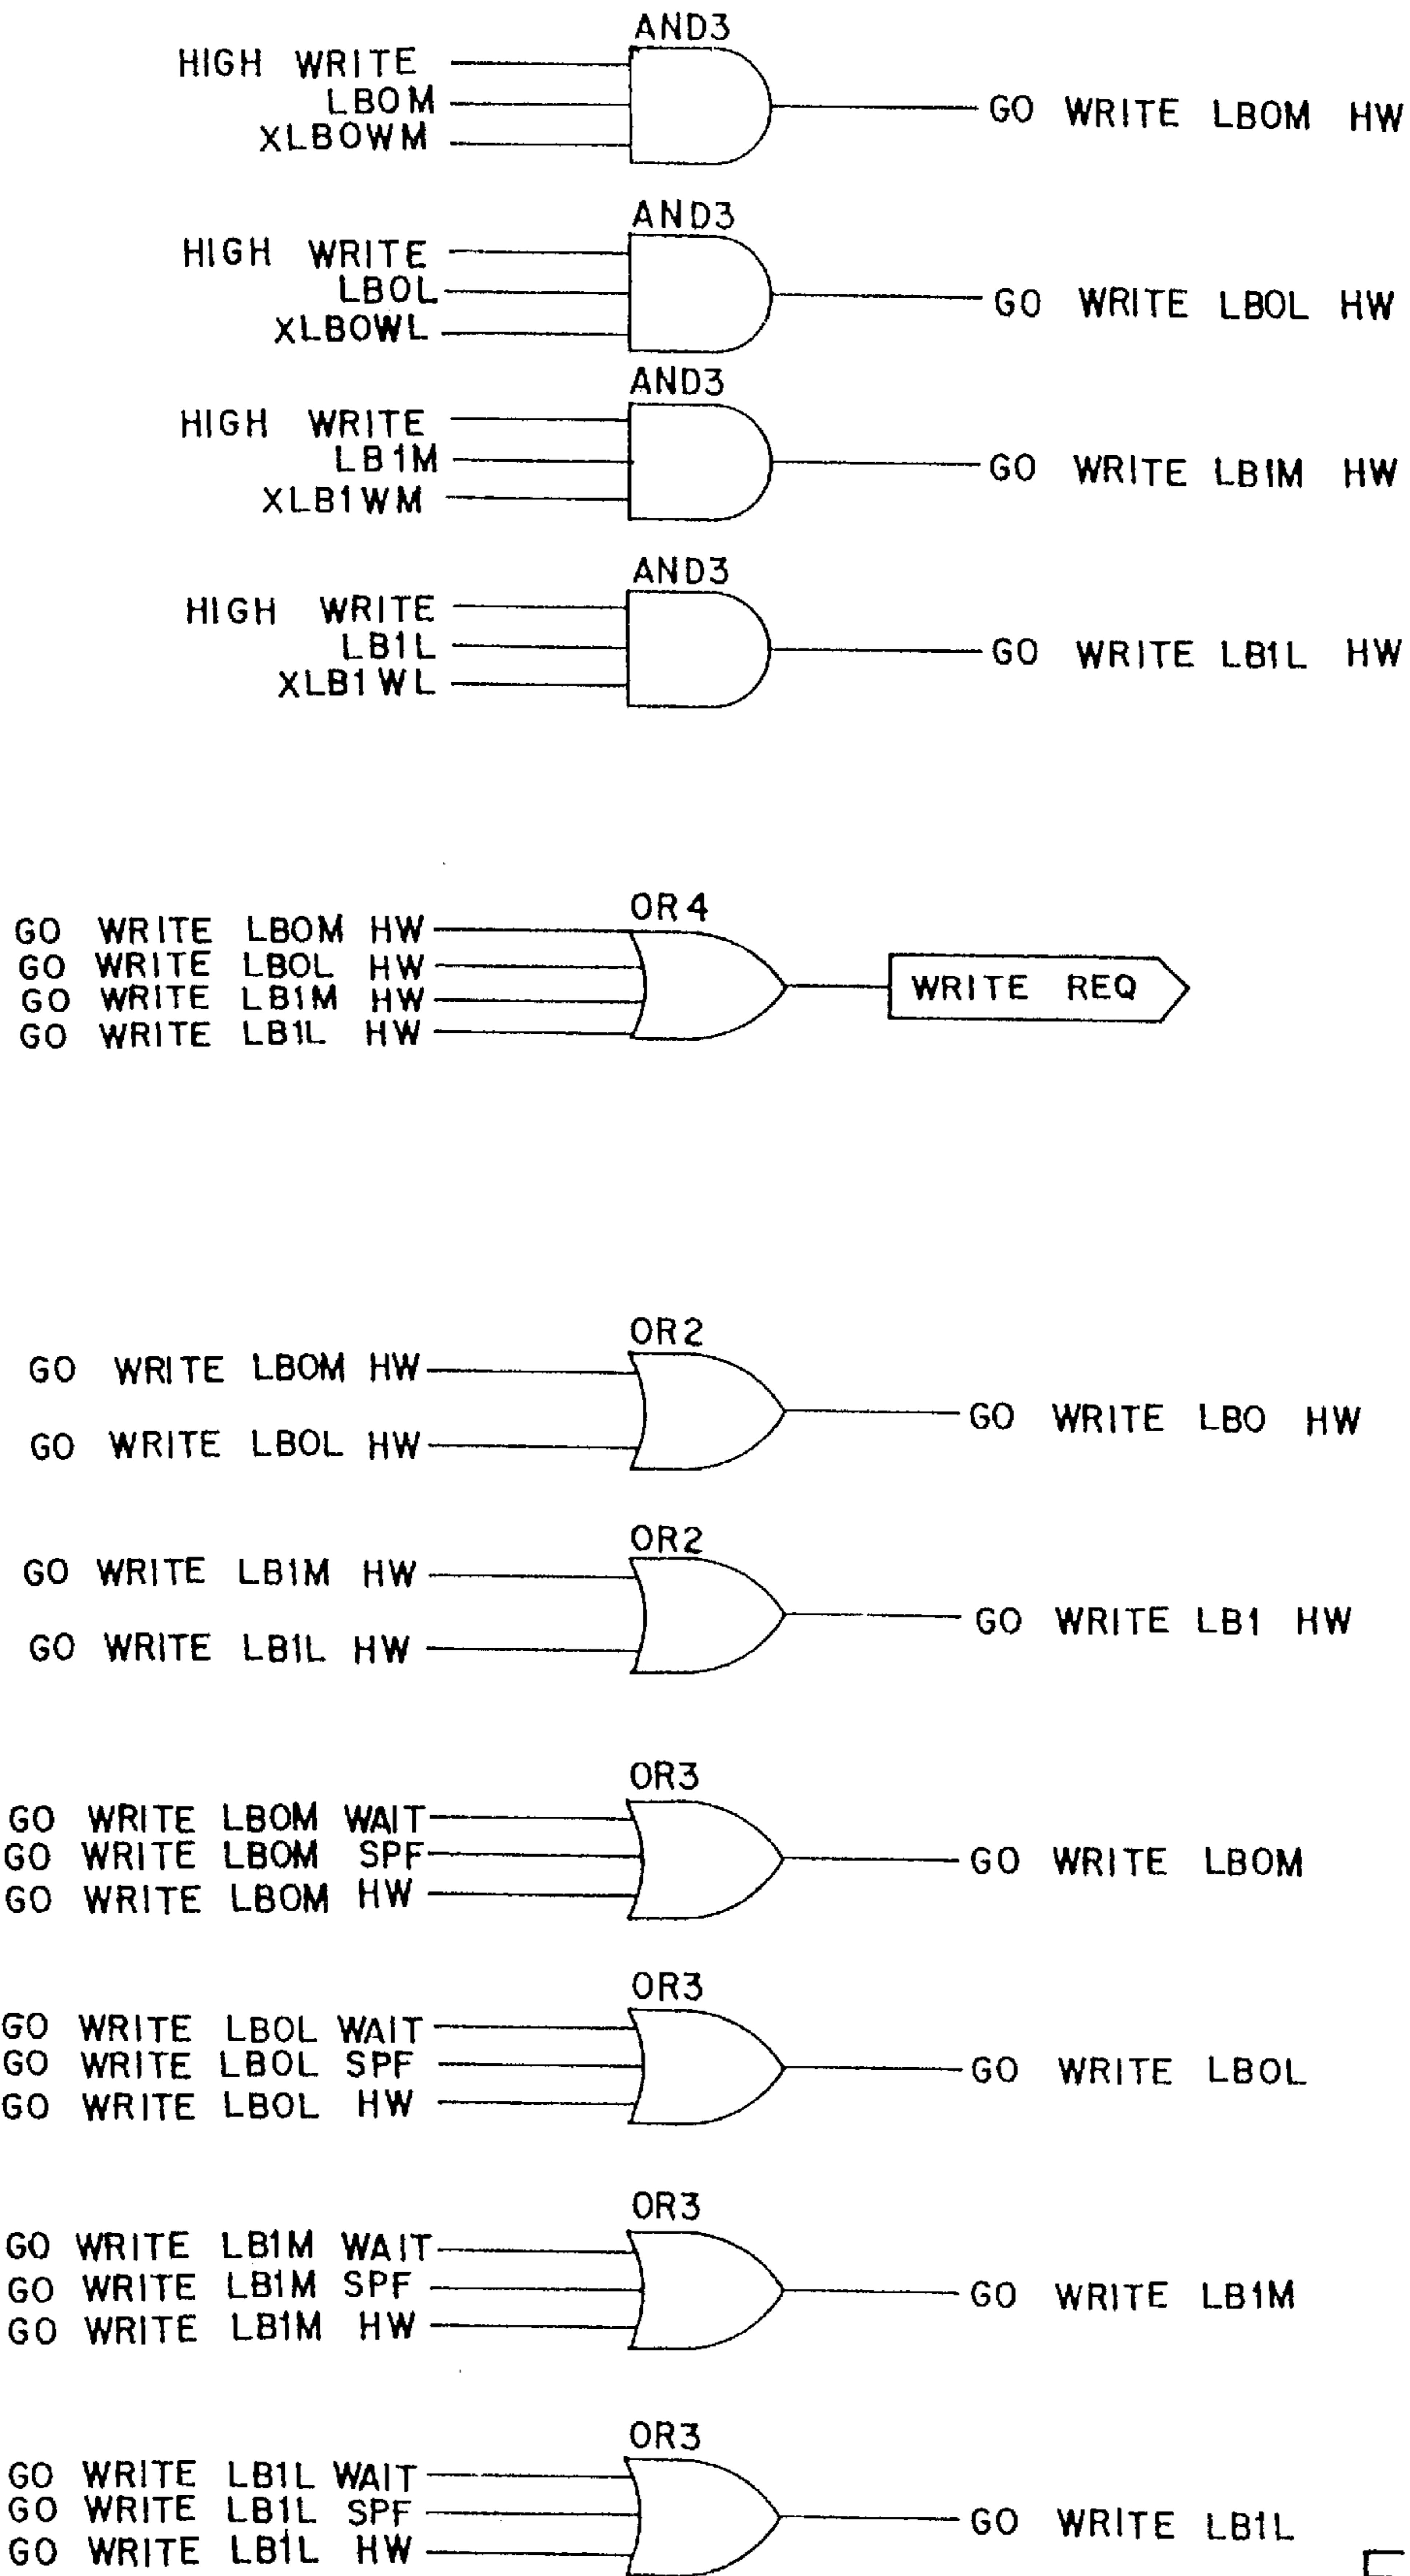 AND3
HIGH WRITE
LBOM
XLBOWM
GO WRITE LBOM HW
AND3
HIGH WRITE
LBOL
XLBOWL
GO WRITE LBOL HW
AND3
HIGH WRITE
LB1M
XLB1WM
GO WRITE LB1M HW
AND3
HIGH WRITE
LB1L
XLB1WL
GO WRITE LB1L HW
OR4
GO WRITE LBOM HW
GO WRITE LBOL HW
GO WRITE LB1M HW
GO WRITE LB1L HW
WRITE REQ
OR2
GO WRITE LBOM HW
GO WRITE LBOL HW
GO WRITE LBO HW
OR2
GO WRITE LB1M HW
GO WRITE LB1L HW
GO WRITE LB1 HW
OR3
GO WRITE LBOM WAIT
GO WRITE LBOM SPF
GO WRITE LBOM HW
GO WRITE LBOM
OR3
GO WRITE LBOL WAIT
GO WRITE LBOL SPF
GO WRITE LBOL HW
GO WRITE LBOL
OR3
GO WRITE LB1M WAIT
GO WRITE LB1M SPF
GO WRITE LB1M HW
GO WRITE LB1M
OR3
GO WRITE LB1L WAIT
GO WRITE LB1L SPF
GO WRITE LB1L HW
GO WRITE LB1L